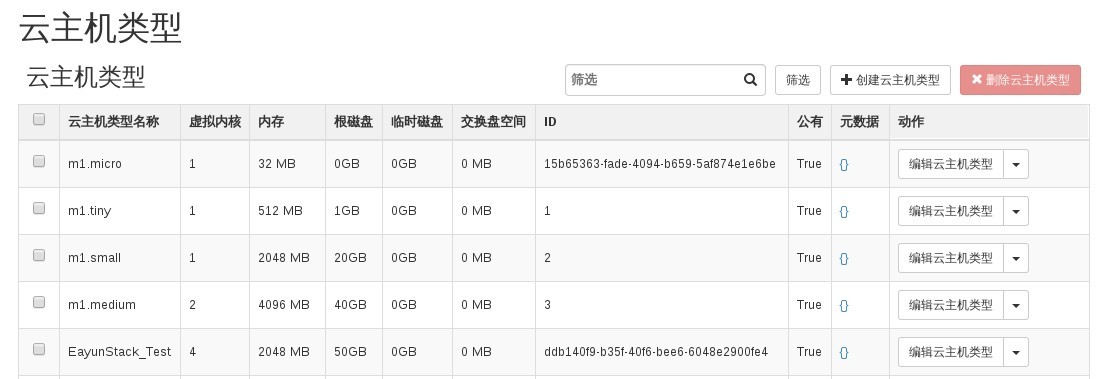 云主机类型
云主机类型 筛选 筛选 创建云主机类型 删除云主机类型
云主机类型名称 虚拟内核 内存 根磁盘 临时磁盘 交换盘空间 ID 公有 元数据 动作
m1.micro 1 32 MB 0GB 0GB 0 MB 15b65363-fade-4094-b659-5af874e1e6be True {} 编辑云主机类型
m1.tiny 1 512 MB 1GB 0GB 0 MB 1 True {} 编辑云主机类型
m1.small 1 2048 MB 20GB 0GB 0 MB 2 True {} 编辑云主机类型
m1.medium 2 4096 MB 40GB 0GB 0 MB 3 True {} 编辑云主机类型
EayunStack_Test 4 2048 MB 50GB 0GB 0 MB ddb140f9-b35f-40f6-bee6-6048e2900fe4 True {} 编辑云主机类型